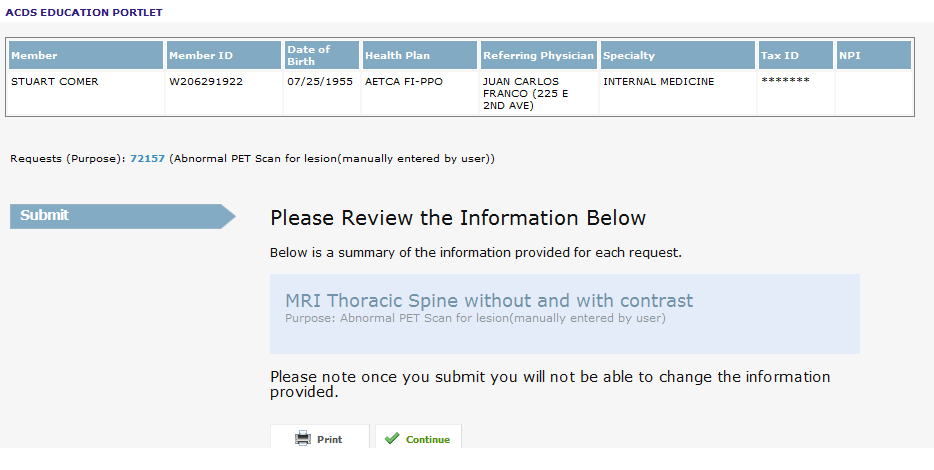 ACDS EDUCATION PORTLET
Member Member ID Date of Birth Health Plan Referring Physician Specialty Tax ID NPI
STUART COMER W206291922 07/25/1955 AETCA FI-PPO JUAN CARLOS FRANCO (225 E 2ND AVE) INTERNAL MEDICINE *******
Requests (Purpose): 72157 (Abnormal PET Scan for lesion(manually entered by user))
Submit
Please Review the Information Below
Below is a summary of the information provided for each request.
MRI Thoracic Spine without and with contrast
Purpose: Abnormal PET Scan for lesion(manually entered by user)
Please note once you submit you will not be able to change the information
provided.
Print Continue